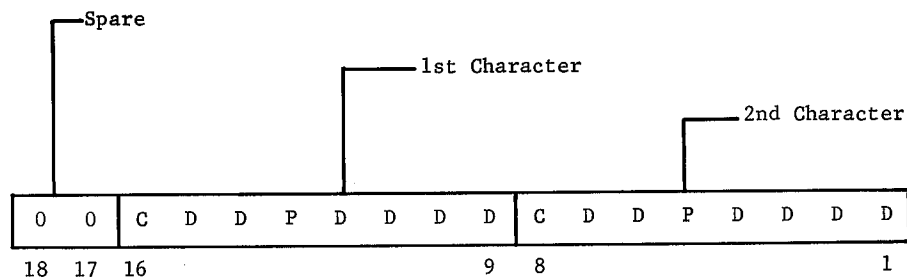 Spare
1st Character
2nd Character
0 0 C D D P D D D D C D D P D D D D
18 17 16 9 8 1